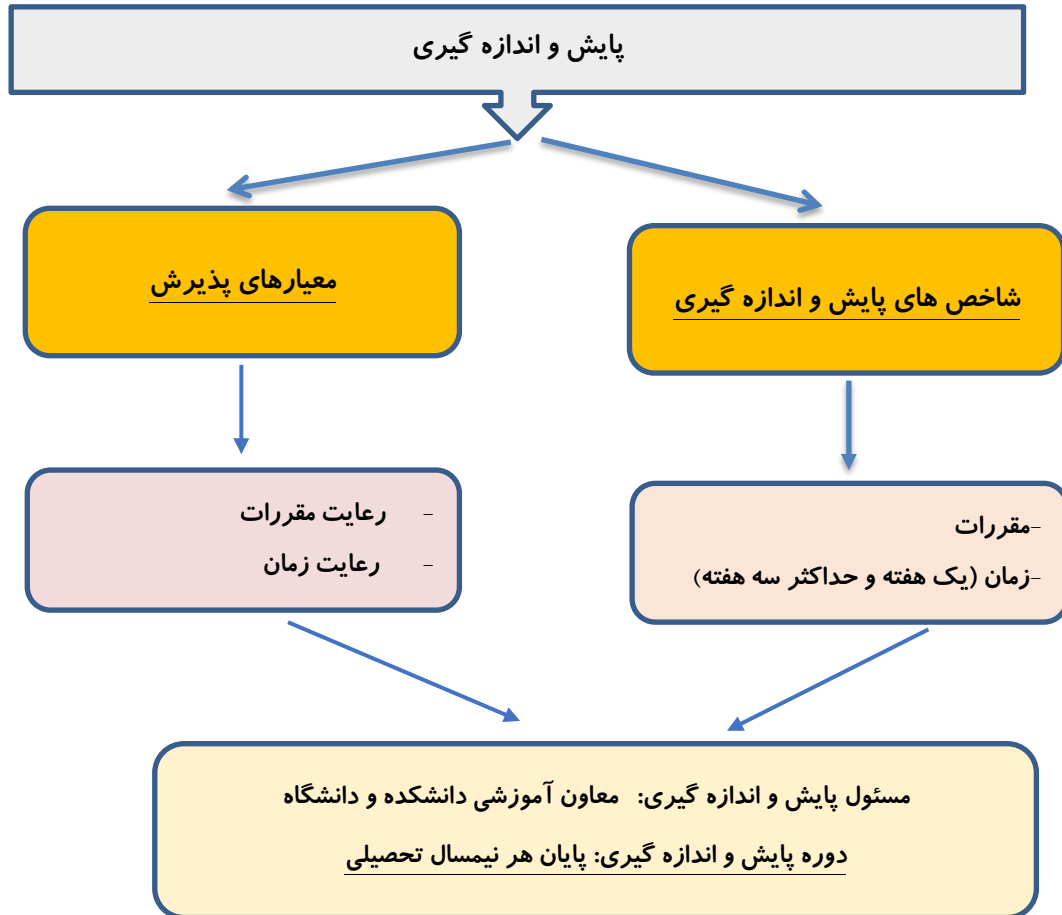 پایش و اندازه گیری
شاخص های پایش و اندازه گیری
معیارهای پذیرش
-مقررات
-زمان (یک هفته و حداکثر سه هفته)
- رعایت مقررات
- رعایت زمان
مسئول پایش و اندازه گیری: معاون آموزشی دانشکده و دانشگاه
دوره پایش و اندازه گیری: پایان هر نیمسال تحصیلی